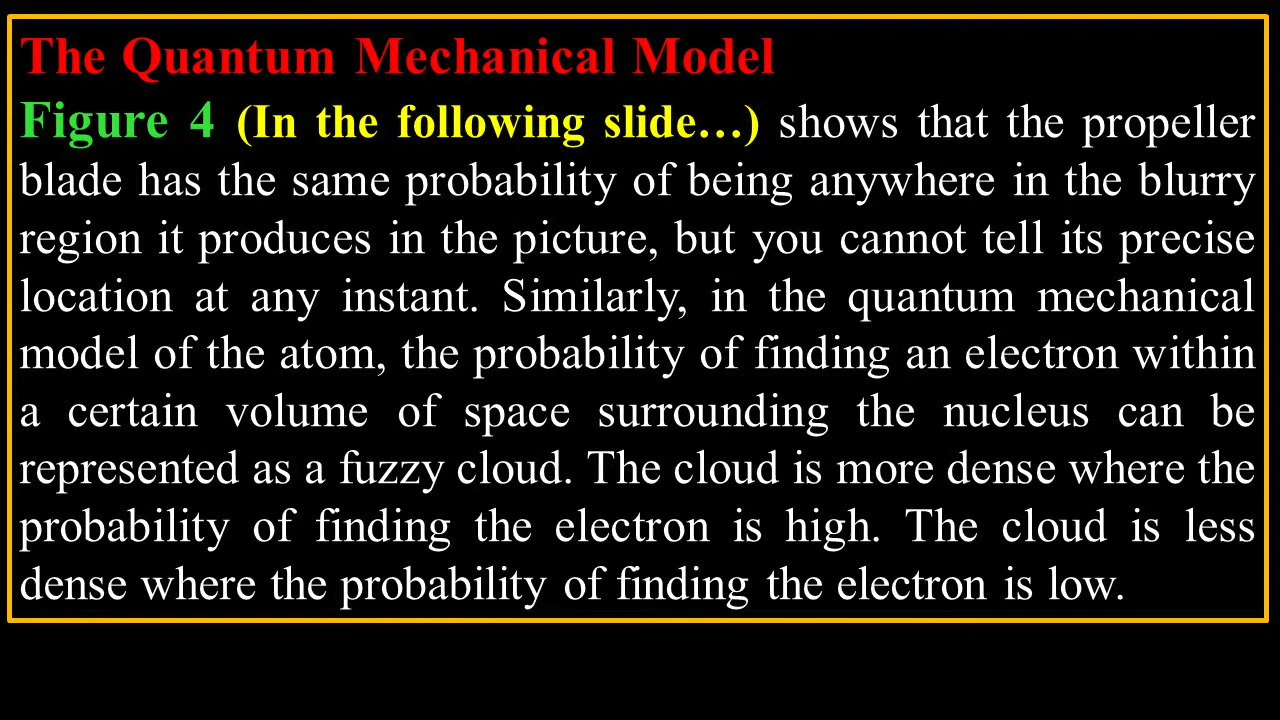 The Quantum Mechanical Model
Figure 4 (In the following slide…) shows that the propeller
blade has the same probability of being anywhere in the blurry
region it produces in the picture, but you cannot tell its precise
location at any instant. Similarly, in the quantum mechanical
model of the atom, the probability of finding an electron within
a certain volume of space surrounding the nucleus can be
represented as a fuzzy cloud. The cloud is more dense where the
probability of finding the electron is high. The cloud is less
dense where the probability of finding the electron is low.